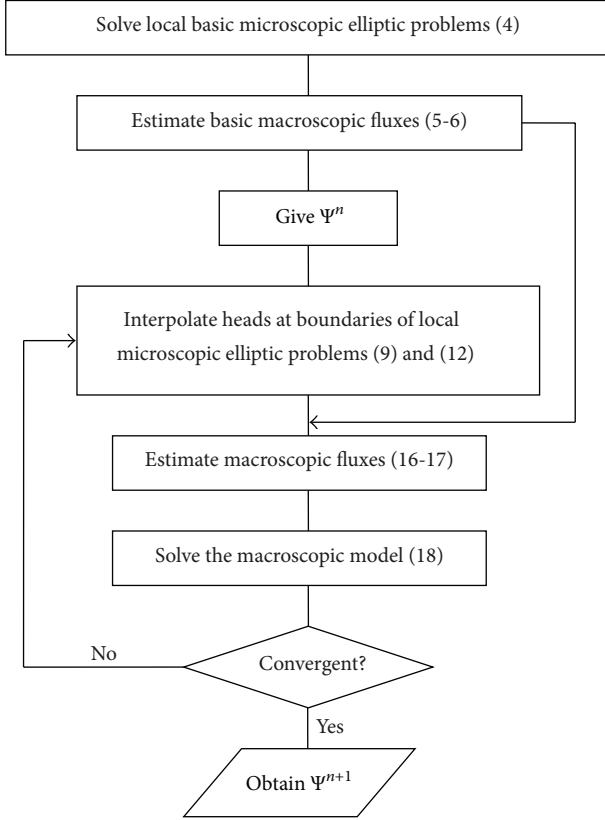 Solve local basic microscopic elliptic problems (4)
Estimate basic macroscopic fluxes (5-6)
Give Ψⁿ
Interpolate heads at boundaries of local
microscopic elliptic problems (9) and (12)
Estimate macroscopic fluxes (16-17)
Solve the macroscopic model (18)
No
Convergent?
Yes
Obtain Ψⁿ⁺¹